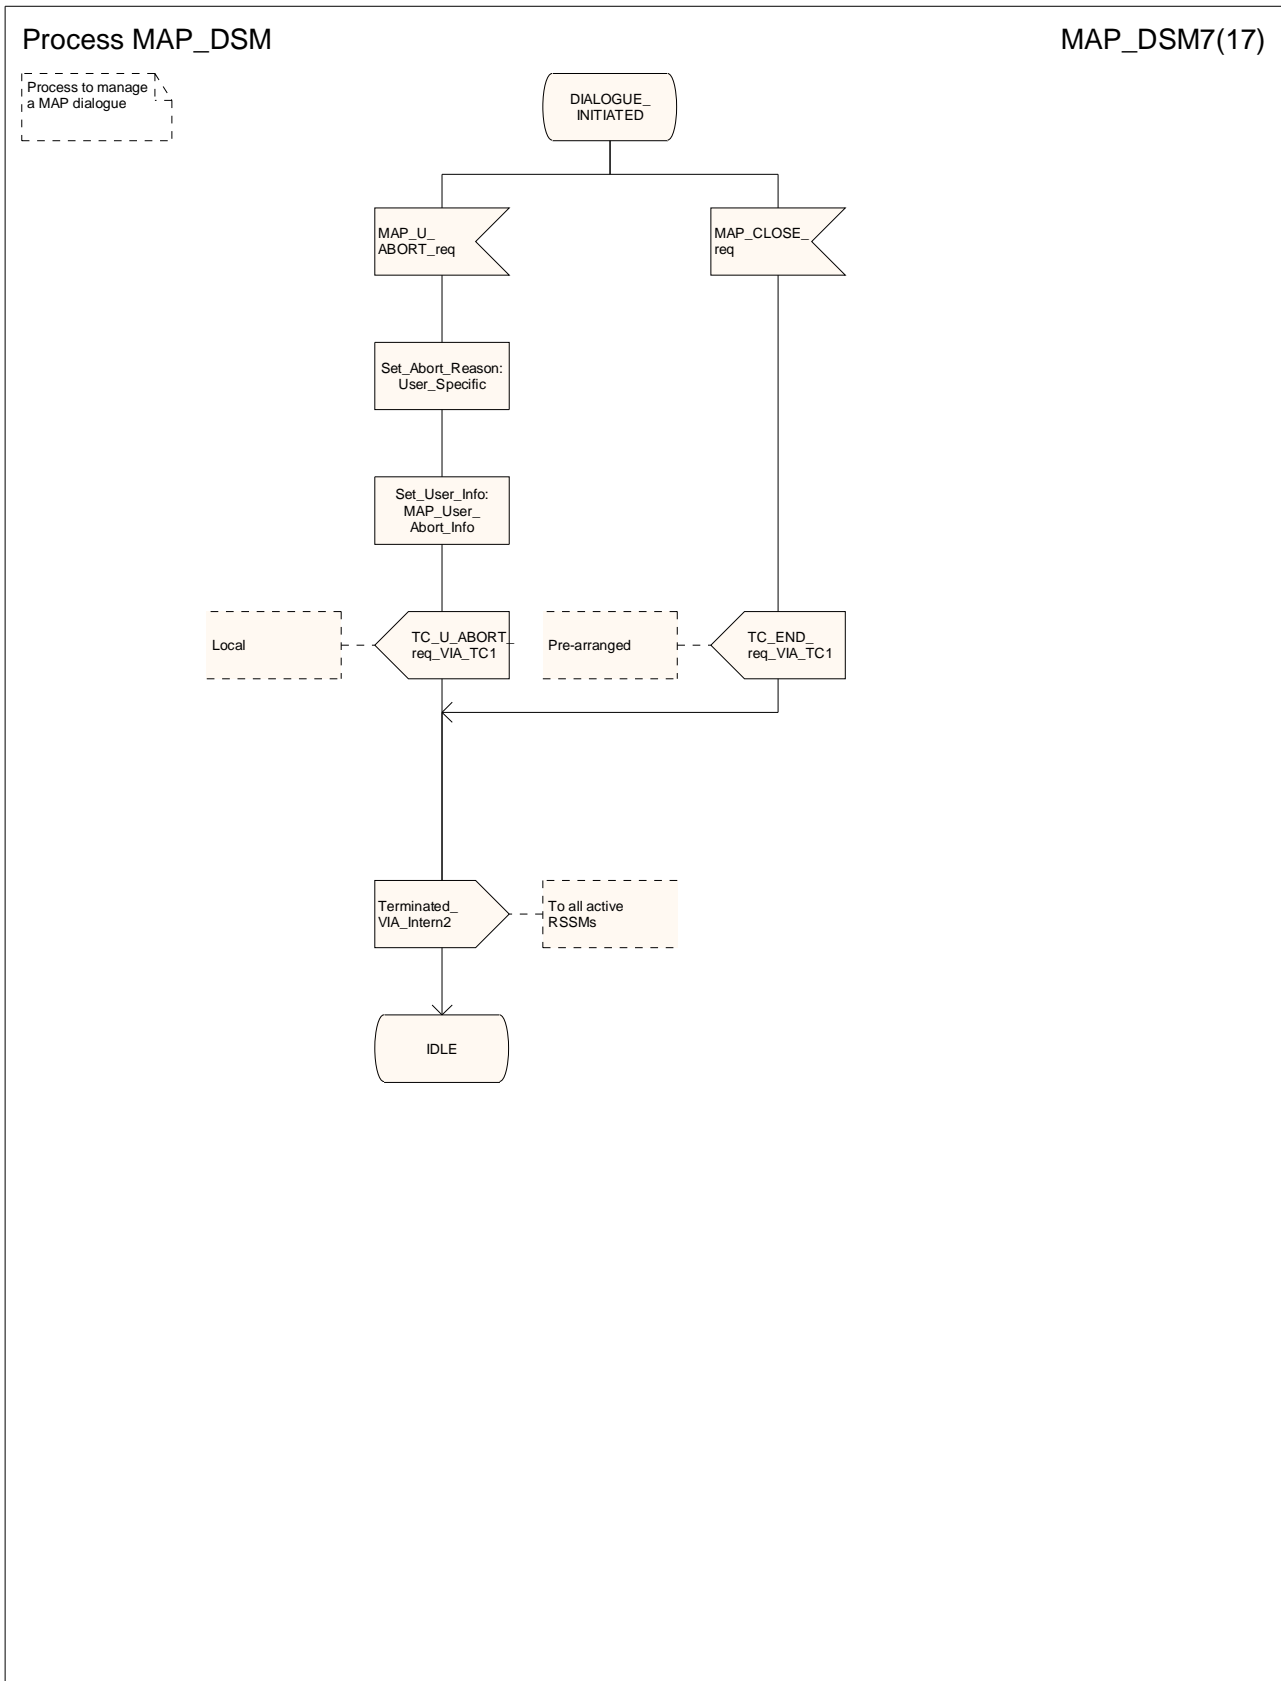 Process MAP_DSM
MAP_DSM7(17)
Process to manage
a MAP dialogue
DIALOGUE_
INITIATED
MAP_U_
ABORT_req
MAP_CLOSE_
req
Set_Abort_Reason:
User_Specific
Set_User_Info:
MAP_User_
Abort_Info
Local
TC_U_ABORT_
req_VIA_TC1
Pre-arranged
TC_END_
req_VIA_TC1
Terminated_
VIA_Intern2
To all active
RSSMs
IDLE